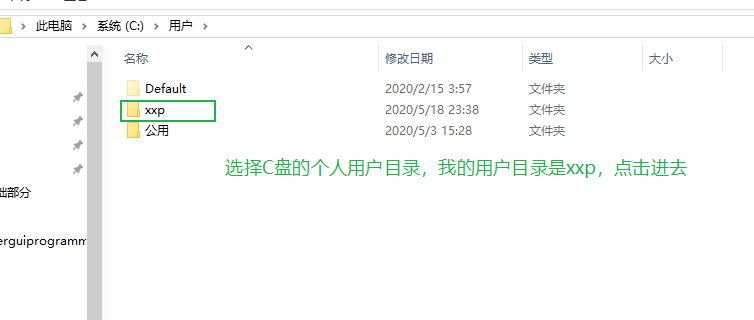 此电脑 > 系统 (C:) > 用户 >
名称 修改日期 类型 大小
Default 2020/2/15 3:57 文件夹
xxp 2020/5/18 23:38 文件夹
公用 2020/5/3 15:28 文件夹
选择C盘的个人用户目录，我的用户目录是xxp，点击进去
础部分
erguiprogramm